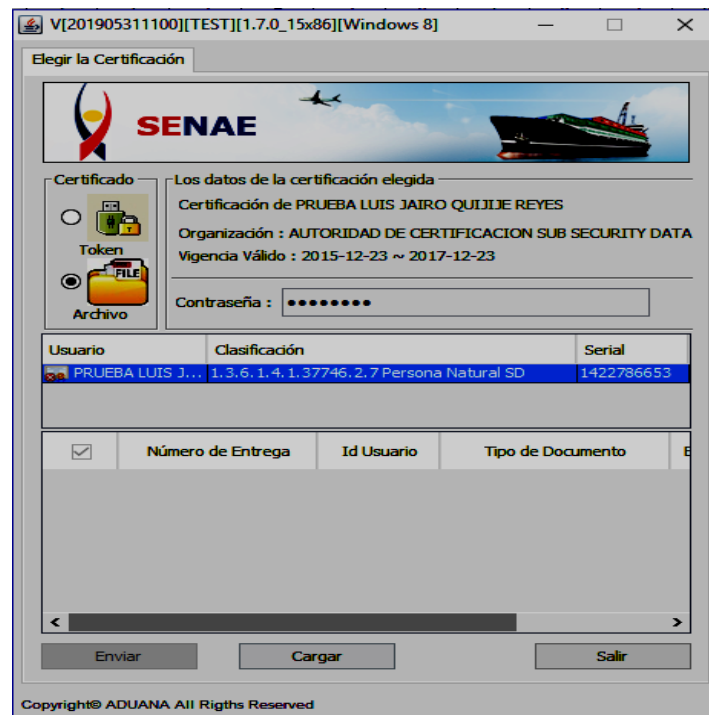 V[201905311100][TEST][1.7.0_15x86][Windows 8]
Elegir la Certificación
SENAE
Certificado
Los datos de la certificación elegida
Certificación de PRUEBA LUIS JAIRO QUIJIJE REYES
Organización : AUTORIDAD DE CERTIFICACION SUB SECURITY DATA
Token
Vigencia Válido : 2015-12-23 ~ 2017-12-23
FILE
Archivo
Contraseña : ●●●●●●●●
Usuario Clasificación Serial
PRUEBA LUIS J... 1.3.6.1.4.1.37746.2.7 Persona Natural SD 1422786653
Número de Entrega Id Usuario Tipo de Documento E
Enviar Cargar Salir
Copyright© ADUANA All Rigths Reserved